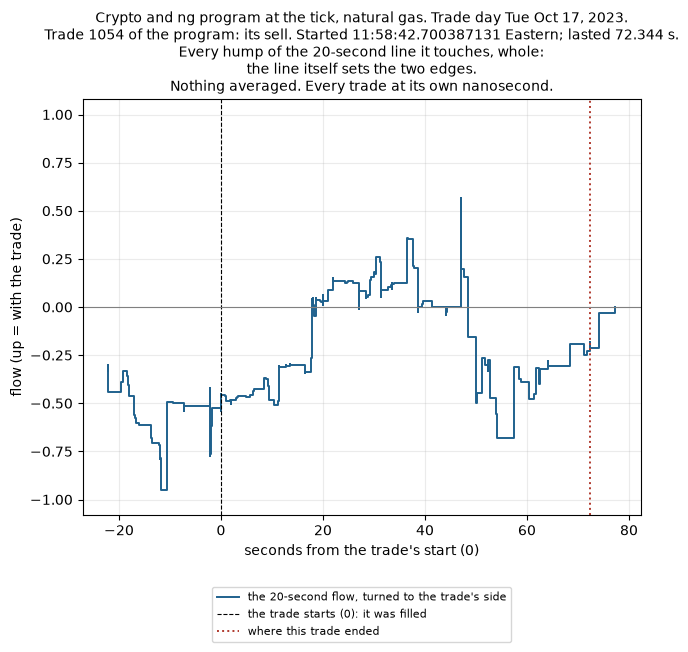 Crypto and ng program at the tick, natural gas. Trade day Tue Oct 17, 2023.
Trade 1054 of the program: its sell. Started 11:58:42.700387131 Eastern; lasted 72.344 s.
Every hump of the 20-second line it touches, whole:
the line itself sets the two edges.
Nothing averaged. Every trade at its own nanosecond.
1.00
0.75
0.50
0.25
0.00
−0.25
−0.50
−0.75
−1.00
flow (up = with the trade)
−20
0
20
40
60
80
seconds from the trade's start (0)
the 20-second flow, turned to the trade's side
the trade starts (0): it was filled
where this trade ended